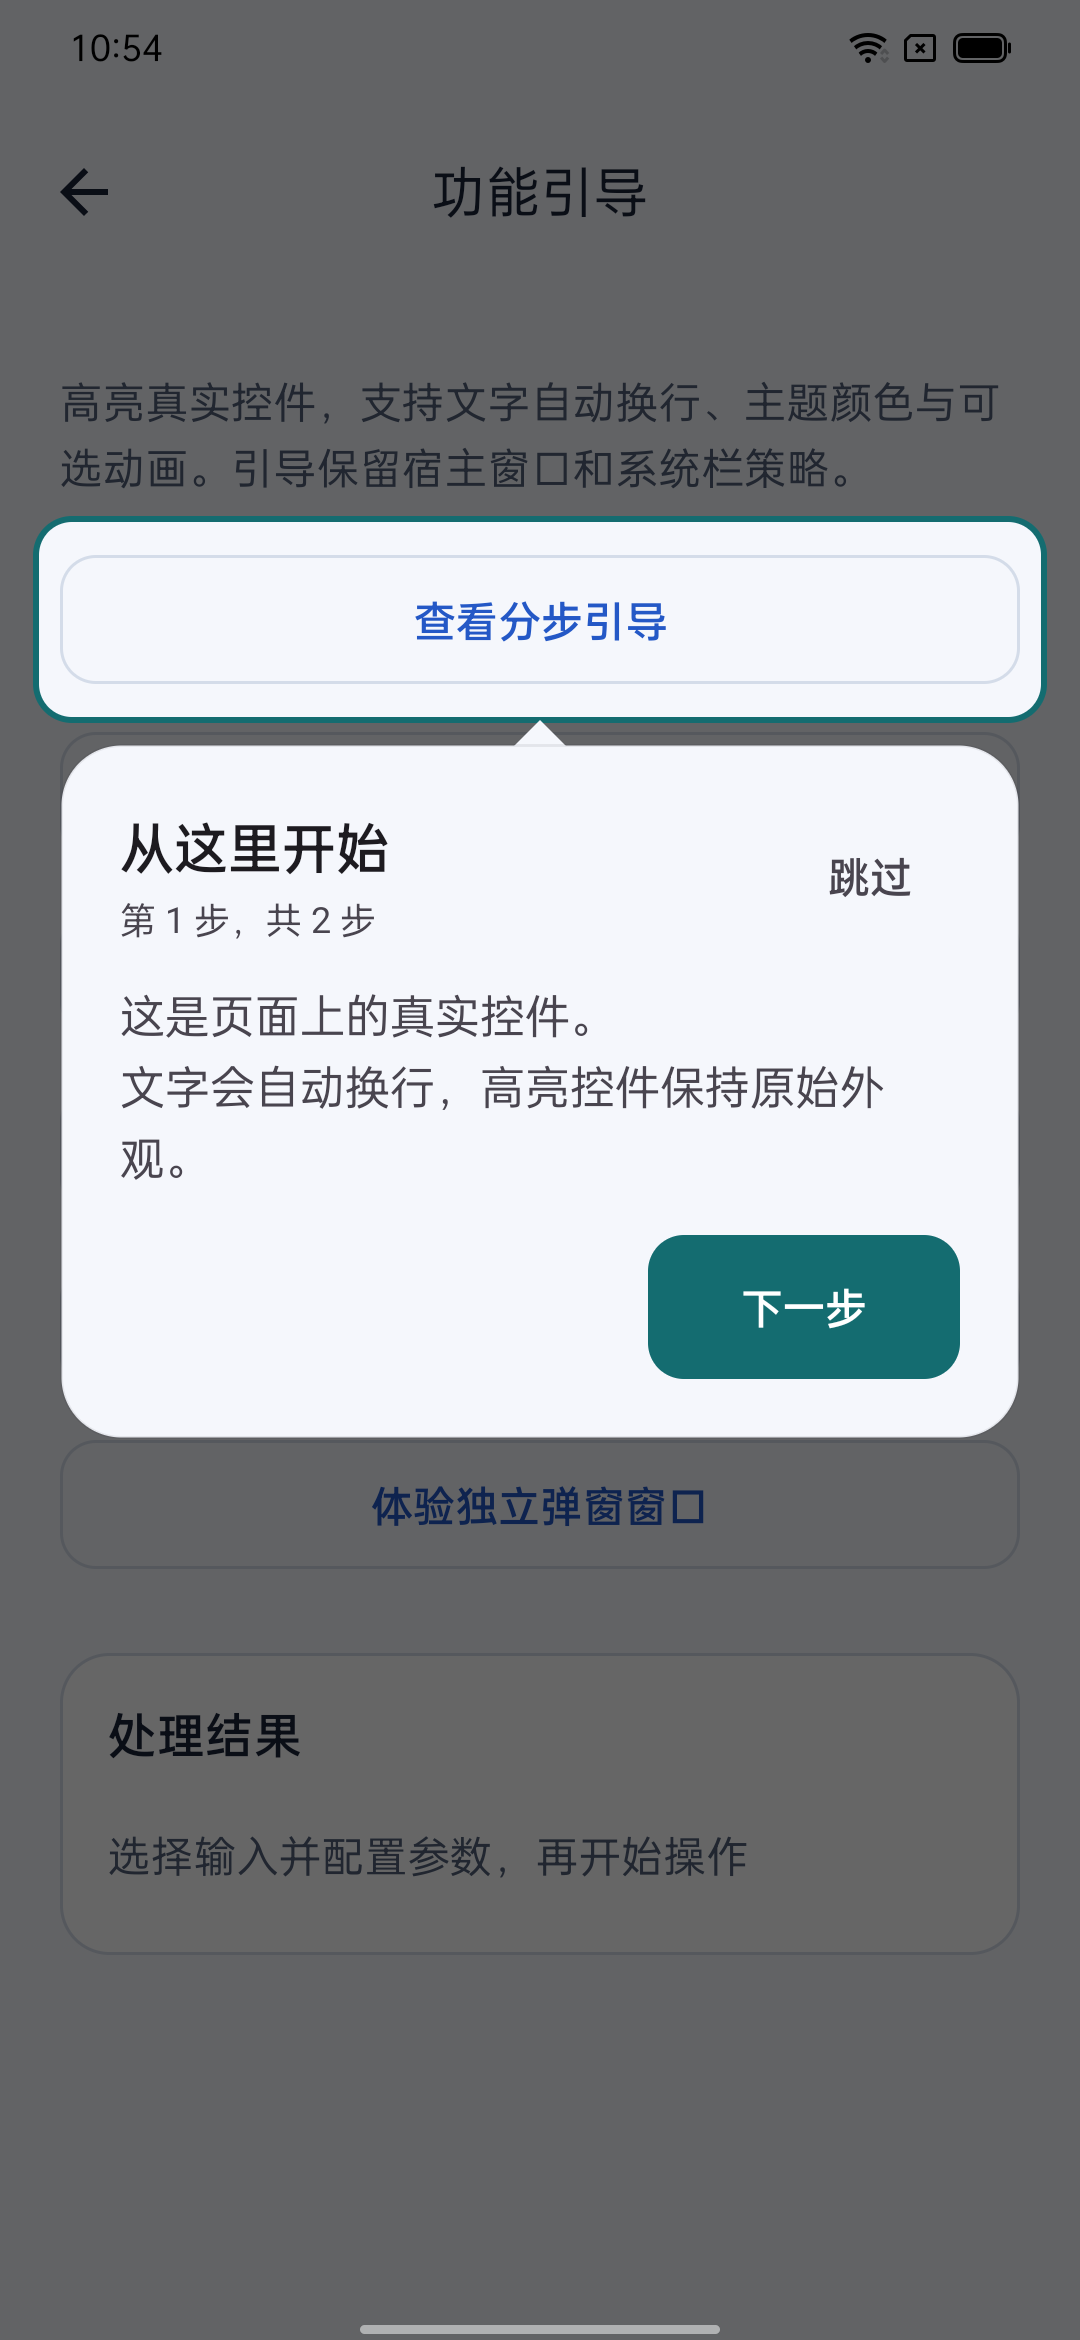 10:54
功能引导
高亮真实控件，支持文字自动换行、主题颜色与可
选动画。引导保留宿主窗口和系统栏策略。
查看分步引导
从这里开始
跳过
第 1 步，共 2 步
这是页面上的真实控件。
文字会自动换行，高亮控件保持原始外
观。
下一步
体验独立弹窗窗口
处理结果
选择输入并配置参数，再开始操作